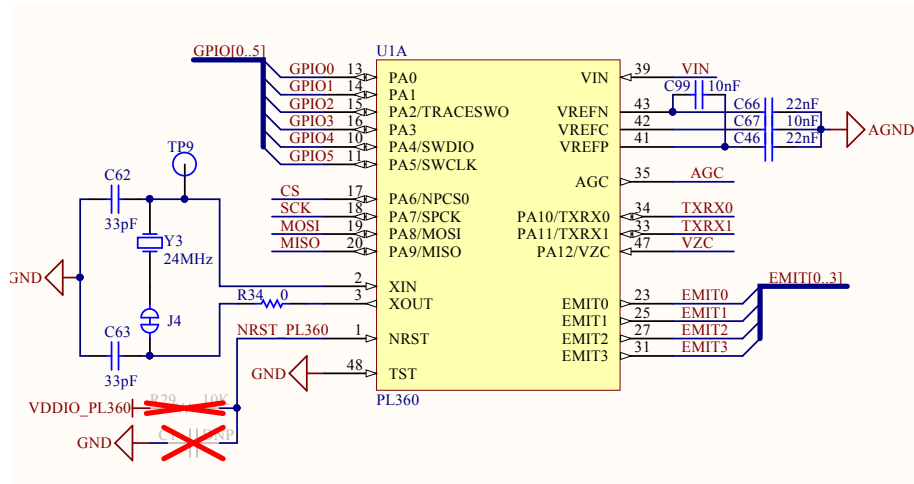 GPIO[0..5]
U1A
GPIO0 13 PA0
GPIO1 14 PA1
GPIO2 15 PA2/TRACESWO
GPIO3 16 PA3
GPIO4 10 PA4/SWDIO
GPIO5 11 PA5/SWCLK
CS 17 PA6/NPCS0
SCK 18 PA7/SPCK
MOSI 19 PA8/MOSI
MISO 20 PA9/MISO
2 XIN
R34 0 3 XOUT
NRST_PL360 1 NRST
GND 48 TST
PL360
VIN 39 VIN
C99 10nF
VREFN 43 C66 22nF
VREFC 42 C67 10nF
VREFP 41 C46 22nF
AGND
AGC 35 AGC
PA10/TXRX0 34 TXRX0
PA11/TXRX1 33 TXRX1
PA12/VZC 47 VZC
EMIT[0..3]
EMIT0 23 EMIT0
EMIT1 25 EMIT1
EMIT2 27 EMIT2
EMIT3 31 EMIT3
TP9
C62
33pF
Y3
24MHz
GND
J4
C63
33pF
VDDIO_PL360 R29 10K
GND